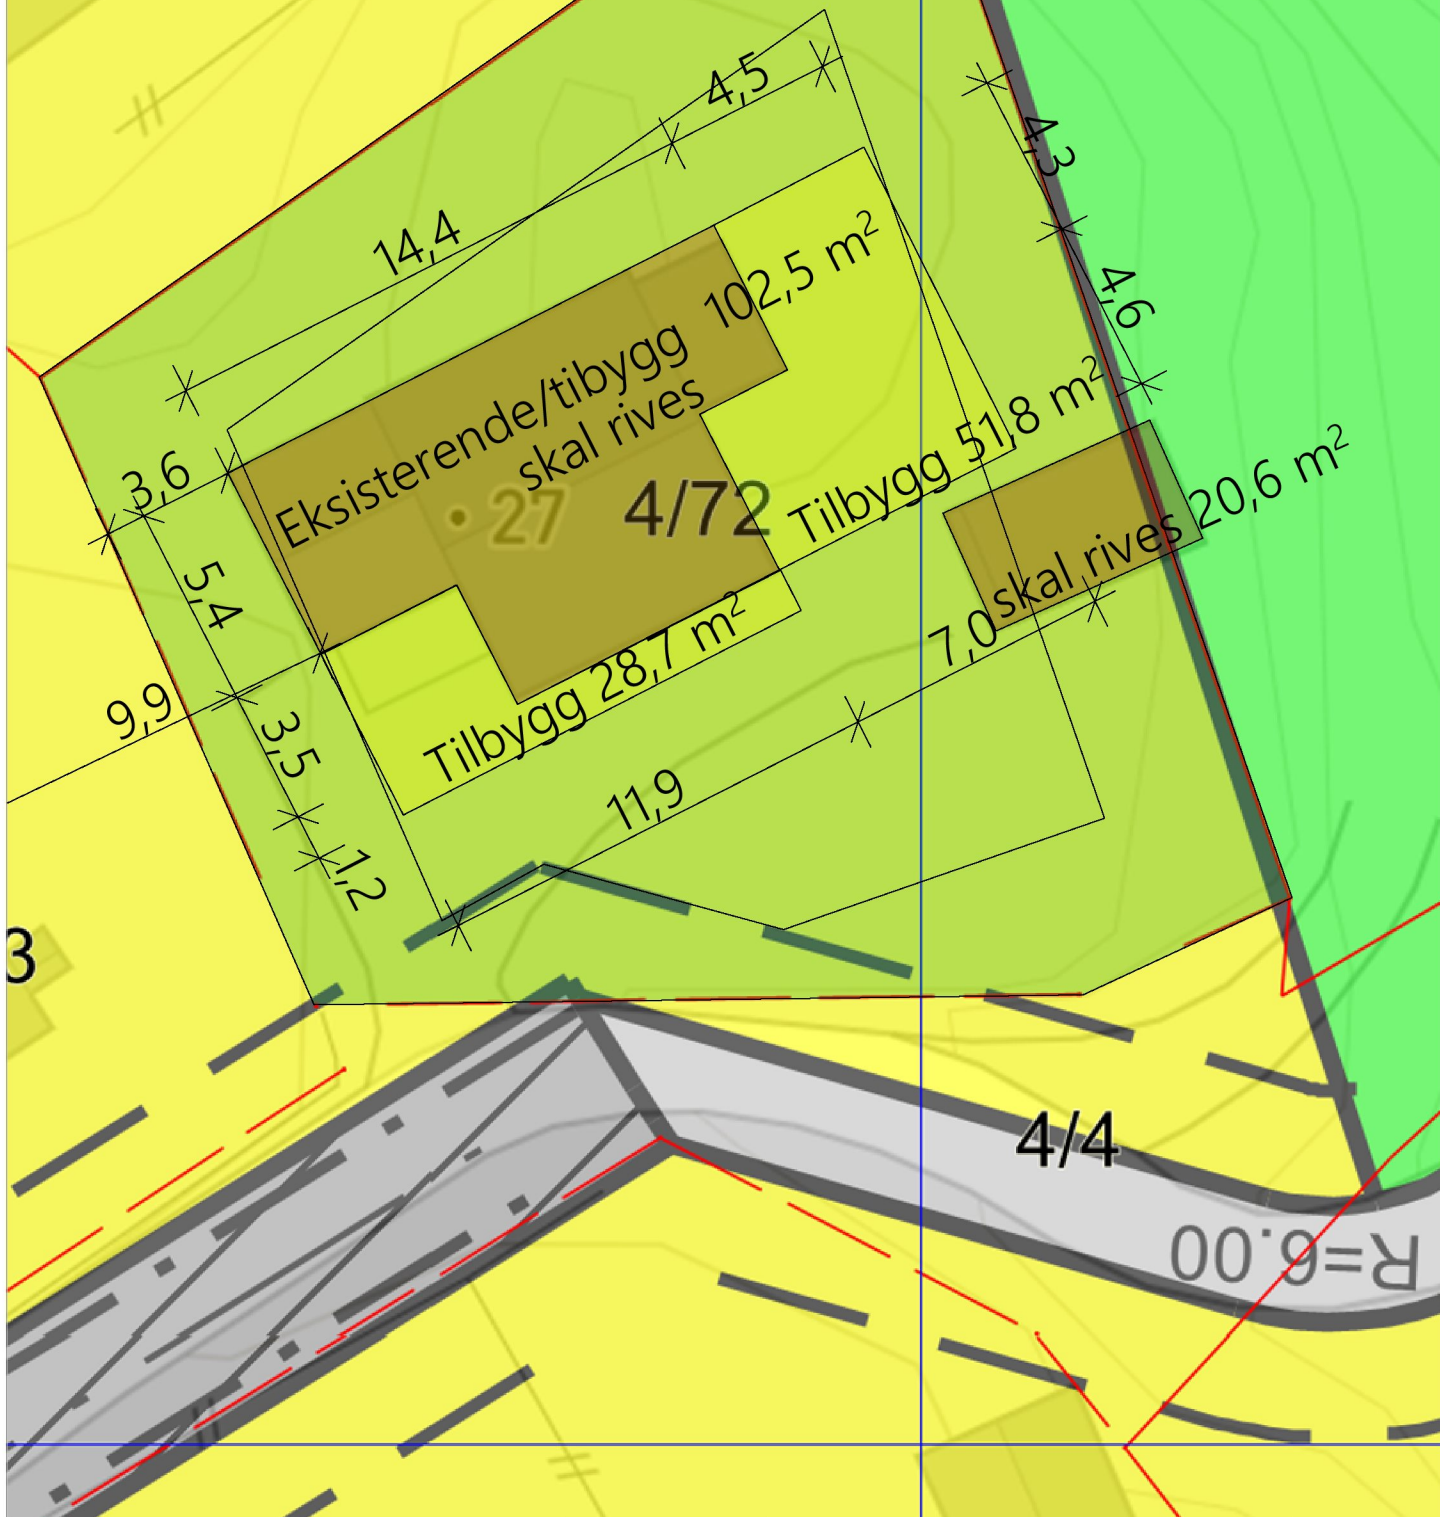 4,5
4,3
14,4
102,5 m²
4,6
Eksisterende/tibygg
skal rives
3,6
Tilbygg 51,8 m²
• 27
4/72
skal rives 20,6 m²
5,4
7,0
Tilbygg 28,7 m²
9,9
3,5
11,9
1,2
3
4/4
R=6.00